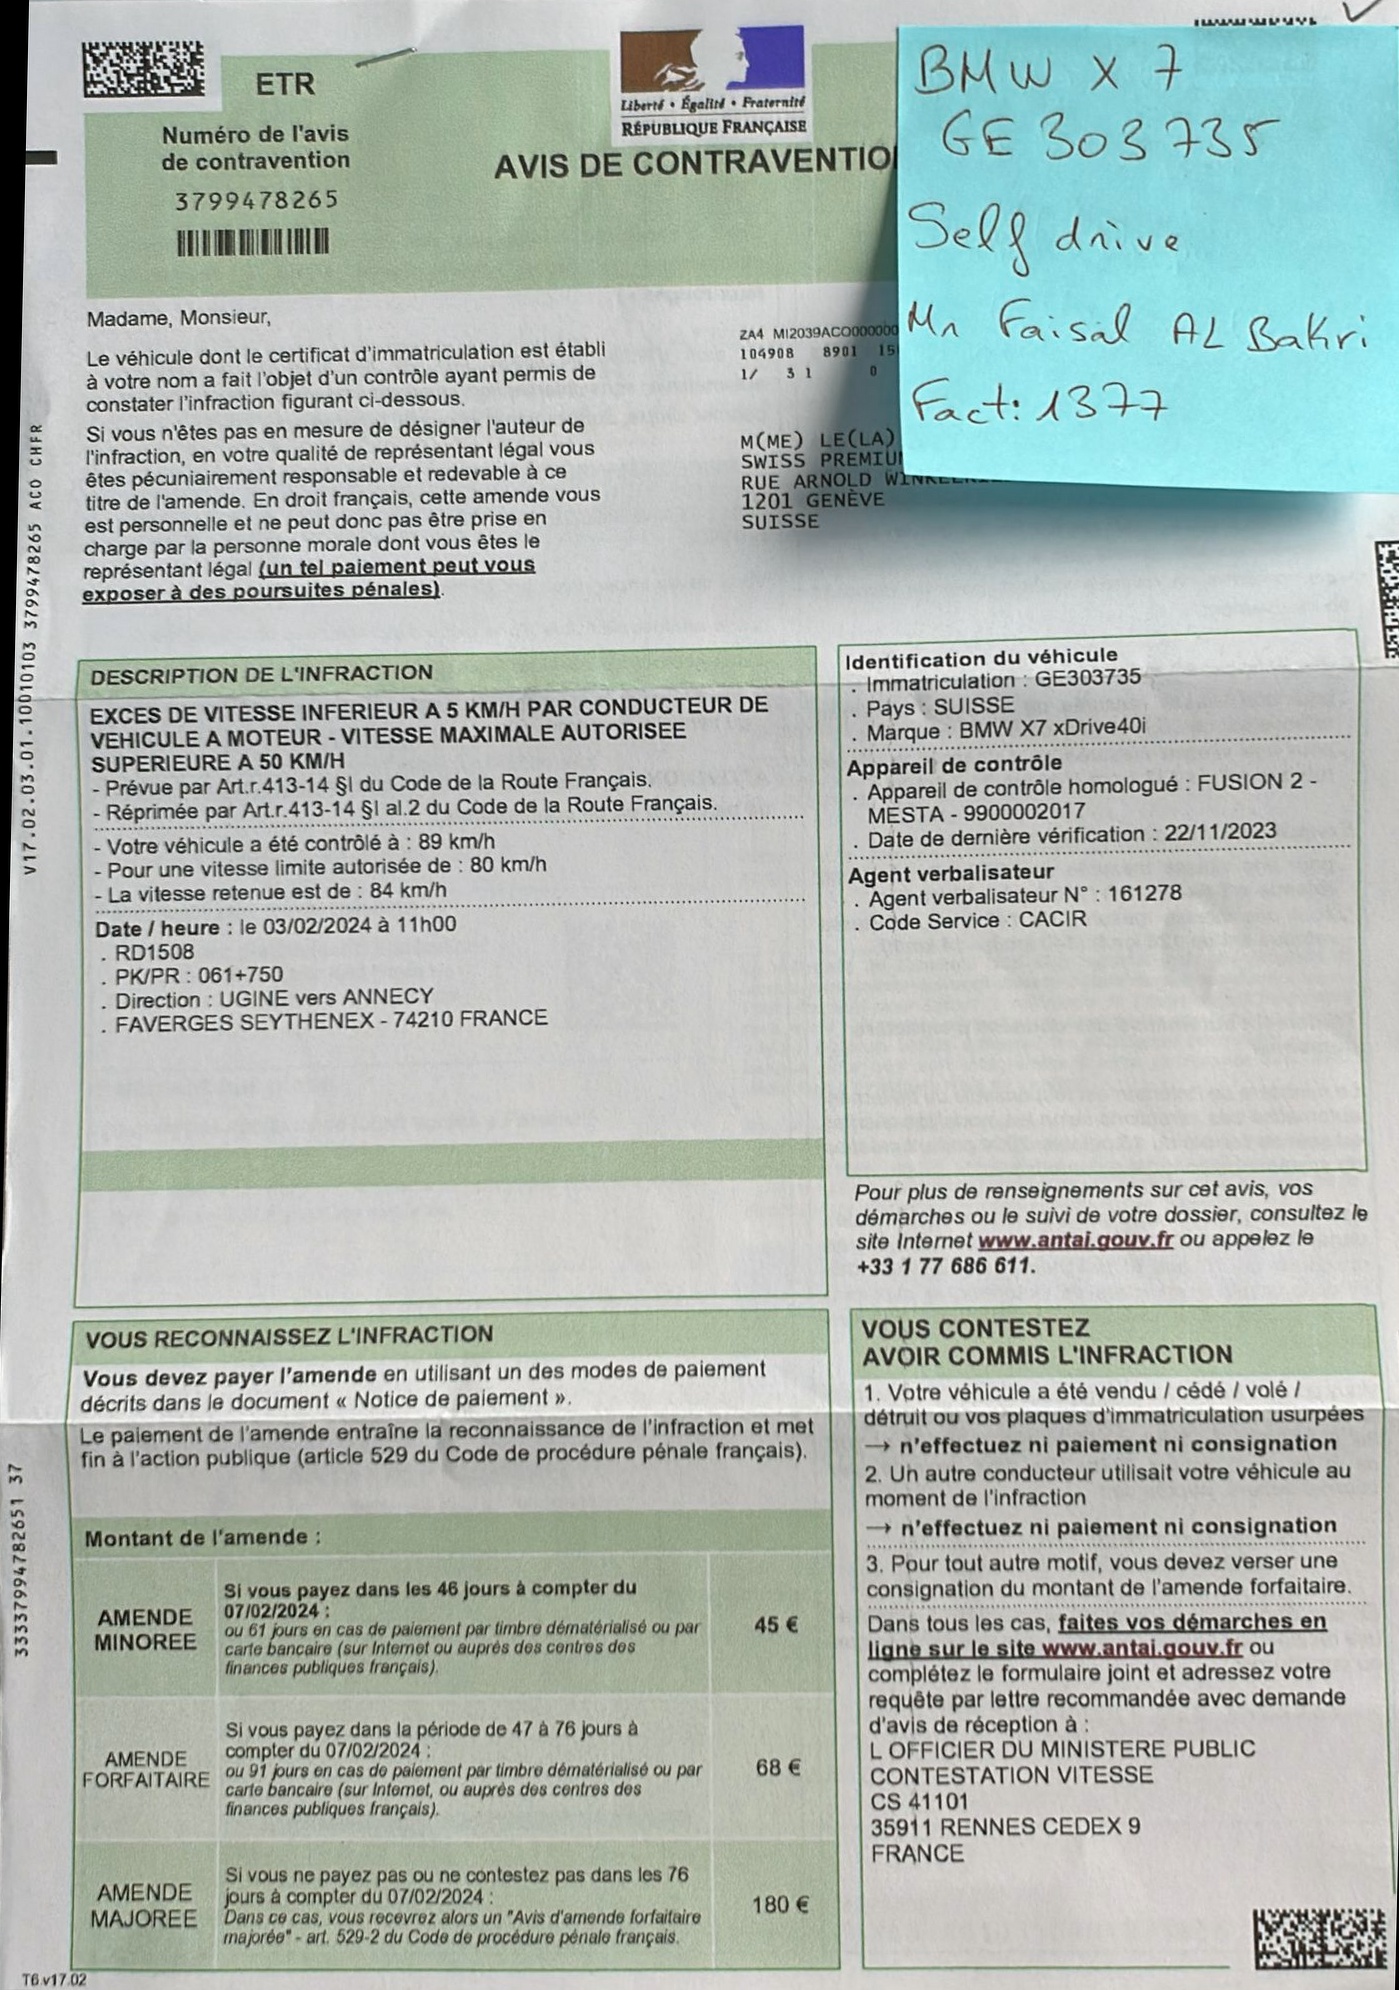 ETR
Numéro de l'avis
de contravention
3799478265
Liberté • Égalité • Fraternité
RÉPUBLIQUE FRANÇAISE
AVIS DE CONTRAVENTIO
BMW X 7
GE 303 735
Self drive
Mr Faisal AL Bakri
Fact: 1377
Madame, Monsieur,
Le véhicule dont le certificat d'immatriculation est établi
à votre nom a fait l'objet d'un contrôle ayant permis de
constater l'infraction figurant ci-dessous.
Si vous n'êtes pas en mesure de désigner l'auteur de
l'infraction, en votre qualité de représentant légal vous
êtes pécuniairement responsable et redevable à ce
titre de l'amende. En droit français, cette amende vous
est personnelle et ne peut donc pas être prise en
charge par la personne morale dont vous êtes le
représentant légal (un tel paiement peut vous
exposer à des poursuites pénales).
ZA4 MI2039ACO000000
104908 8901 15
1/ 3 1 0
M(ME) LE(LA)
SWISS PREMIU
RUE ARNOLD
1201 GENÈVE
SUISSE
V17.02.03.01.10010103 3799478265 ACO CHFR
DESCRIPTION DE L'INFRACTION
EXCES DE VITESSE INFERIEUR A 5 KM/H PAR CONDUCTEUR DE
VEHICULE A MOTEUR - VITESSE MAXIMALE AUTORISEE
SUPERIEURE A 50 KM/H
- Prévue par Art.r.413-14 §I du Code de la Route Français.
- Réprimée par Art.r.413-14 §I al.2 du Code de la Route Français.
- Votre véhicule a été contrôlé à : 89 km/h
- Pour une vitesse limite autorisée de : 80 km/h
- La vitesse retenue est de : 84 km/h
Date / heure : le 03/02/2024 à 11h00
. RD1508
. PK/PR : 061+750
. Direction : UGINE vers ANNECY
. FAVERGES SEYTHENEX - 74210 FRANCE
Identification du véhicule
. Immatriculation : GE303735
. Pays : SUISSE
. Marque : BMW X7 xDrive40i
Appareil de contrôle
. Appareil de contrôle homologué : FUSION 2 -
MESTA - 9900002017
. Date de dernière vérification : 22/11/2023
Agent verbalisateur
. Agent verbalisateur N° : 161278
. Code Service : CACIR
Pour plus de renseignements sur cet avis, vos
démarches ou le suivi de votre dossier, consultez le
site Internet www.antai.gouv.fr ou appelez le
+33 1 77 686 611.
VOUS RECONNAISSEZ L'INFRACTION
Vous devez payer l'amende en utilisant un des modes de paiement
décrits dans le document « Notice de paiement ».
Le paiement de l'amende entraîne la reconnaissance de l'infraction et met
fin à l'action publique (article 529 du Code de procédure pénale français).
Montant de l'amende :
AMENDE
MINOREE
Si vous payez dans les 46 jours à compter du
07/02/2024 :
ou 61 jours en cas de paiement par timbre dématérialisé ou par
carte bancaire (sur Internet ou auprès des centres des
finances publiques français).
45 €
AMENDE
FORFAITAIRE
Si vous payez dans la période de 47 à 76 jours à
compter du 07/02/2024 :
ou 91 jours en cas de paiement par timbre dématérialisé ou par
carte bancaire (sur Internet, ou auprès des centres des
finances publiques français).
68 €
AMENDE
MAJOREE
Si vous ne payez pas ou ne contestez pas dans les 76
jours à compter du 07/02/2024 :
Dans ce cas, vous recevrez alors un "Avis d'amende forfaitaire
majorée" - art. 529-2 du Code de procédure pénale français.
180 €
VOUS CONTESTEZ
AVOIR COMMIS L'INFRACTION
1. Votre véhicule a été vendu / cédé / volé /
détruit ou vos plaques d'immatriculation usurpées
→ n'effectuez ni paiement ni consignation
2. Un autre conducteur utilisait votre véhicule au
moment de l'infraction
→ n'effectuez ni paiement ni consignation
3. Pour tout autre motif, vous devez verser une
consignation du montant de l'amende forfaitaire.
Dans tous les cas, faites vos démarches en
ligne sur le site www.antai.gouv.fr ou
complétez le formulaire joint et adressez votre
requête par lettre recommandée avec demande
d'avis de réception à :
L OFFICIER DU MINISTERE PUBLIC
CONTESTATION VITESSE
CS 41101
35911 RENNES CEDEX 9
FRANCE
33337994782651 37
T6.v17.02